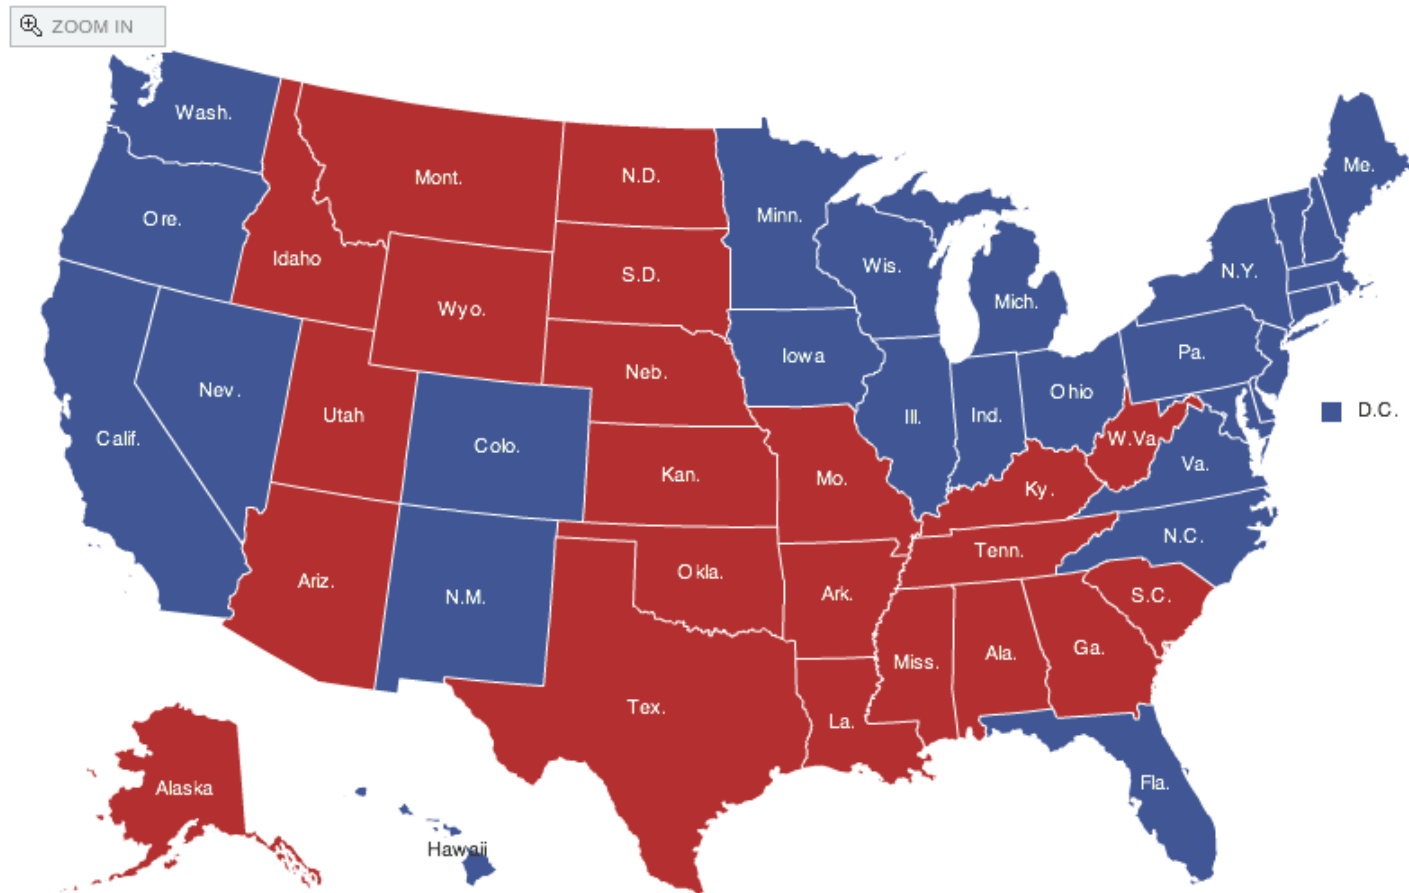 ZOOM IN
Wash.
Mont.
N.D.
Me.
Ore.
Minn.
Idaho
S.D.
Wis.
N.Y.
Wyo.
Mich.
Iowa
Pa.
Neb.
Nev.
Ohio
Utah
Ill.
Ind.
D.C.
Calif.
Colo.
W.Va
Kan.
Mo.
Va.
Ky.
N.C.
Tenn.
Ariz.
Okla.
N.M.
Ark.
S.C.
Miss.
Ala.
Ga.
Tex.
La.
Alaska
Fla.
Hawaii